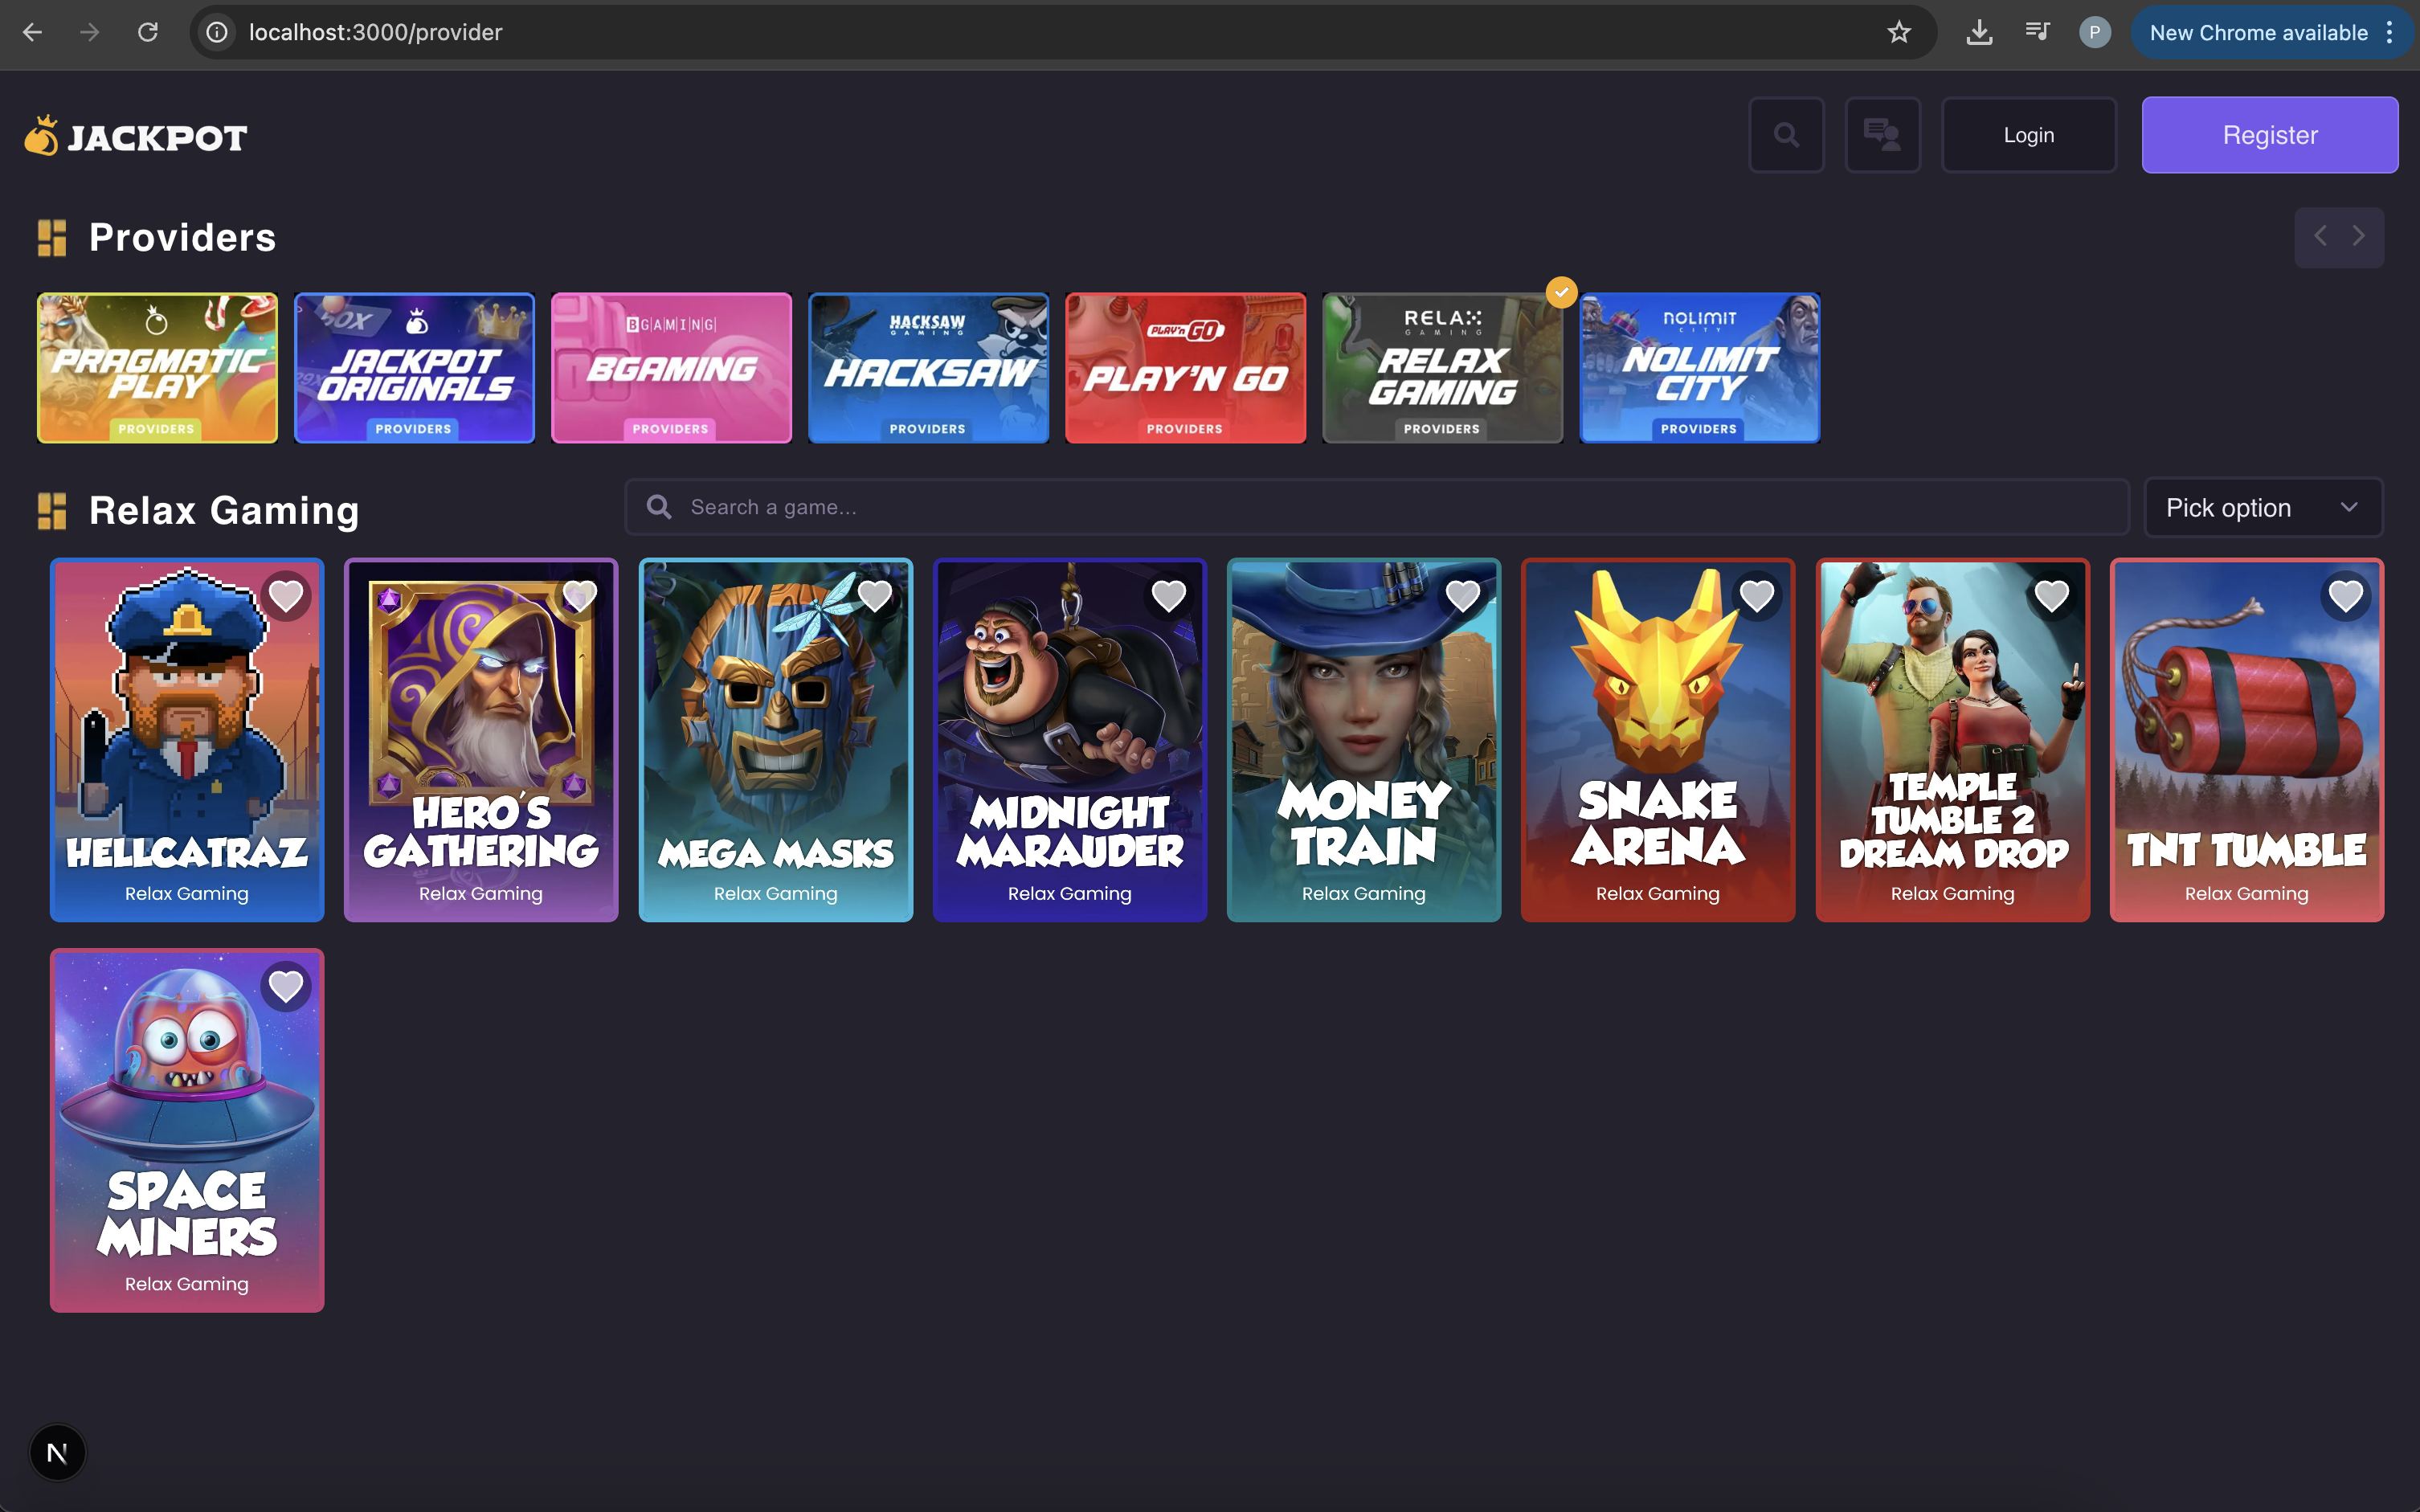 localhost:3000/provider
P
New Chrome available
JACKPOT
Login
Register
Providers
PRAGMATIC
PLAY
PROVIDERS
50X
JACKPOT
ORIGINALS
PROVIDERS
BGAMING
BGAMING
PROVIDERS
HACKSAW
GAMING
HACKSAW
PROVIDERS
PLAY'n GO
PLAY'N GO
PROVIDERS
RELAX
GAMING
RELAX
GAMING
PROVIDERS
NOLIMIT
CITY
NOLIMIT
CITY
PROVIDERS
Relax Gaming
Search a game...
Pick option
HELLCATRAZ
Relax Gaming
HERO'S
GATHERING
Relax Gaming
MEGA MASKS
Relax Gaming
MIDNIGHT
MARAUDER
Relax Gaming
MONEY
TRAIN
Relax Gaming
SNAKE
ARENA
Relax Gaming
TEMPLE
TUMBLE 2
DREAM DROP
Relax Gaming
TNT TUMBLE
Relax Gaming
SPACE
MINERS
Relax Gaming
N